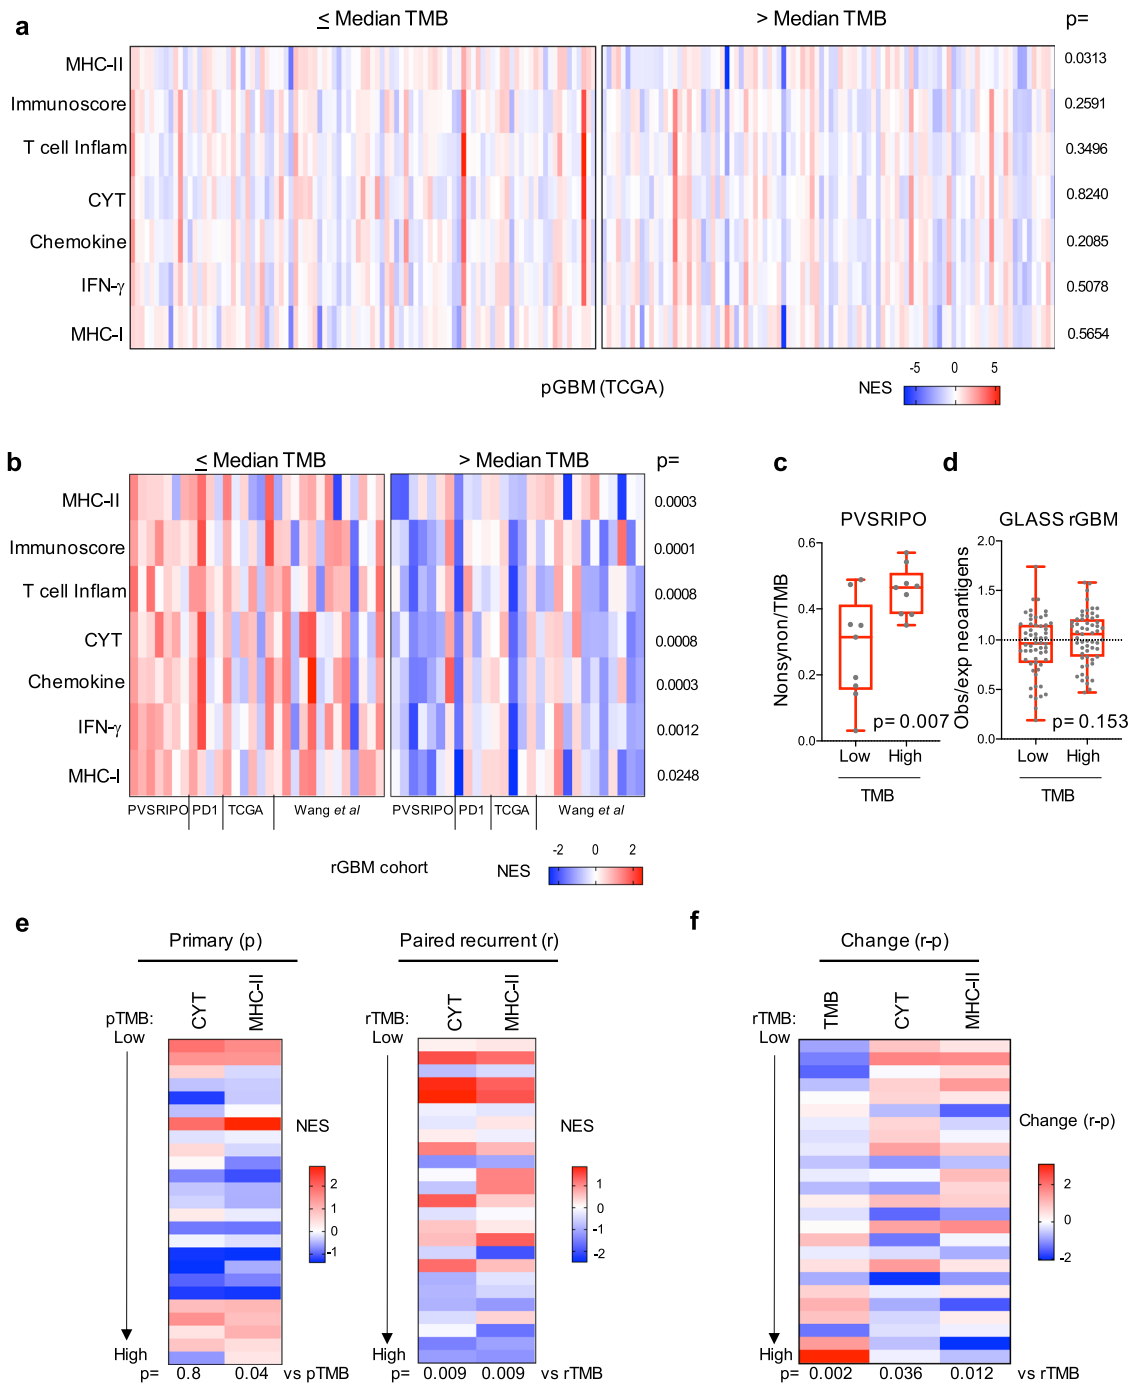 a
≤ Median TMB
> Median TMB
p=
MHC-II
0.0313
Immunoscore
0.2591
T cell Inflam
0.3496
CYT
0.8240
Chemokine
0.2085
IFN-γ
0.5078
MHC-I
0.5654
pGBM (TCGA)
NES
-5 0 5
b
≤ Median TMB
> Median TMB
p=
MHC-II
0.0003
Immunoscore
0.0001
T cell Inflam
0.0008
CYT
0.0008
Chemokine
0.0003
IFN-γ
0.0012
MHC-I
0.0248
PVSRIPO PD1 TCGA Wang et al
PVSRIPO PD1 TCGA Wang et al
rGBM cohort
NES
-2 0 2
c
PVSRIPO
Nonsynon/TMB
0.6
0.4
0.2
0.0
p= 0.007
Low High
TMB
d
GLASS rGBM
Obs/exp neoantigens
2.0
1.5
1.0
0.5
0.0
p= 0.153
Low High
TMB
e
Primary (p)
CYT
MHC-II
pTMB:
Low
High
p= 0.8 0.04 vs pTMB
NES
2
1
0
-1
Paired recurrent (r)
CYT
MHC-II
rTMB:
Low
High
p= 0.009 0.009 vs rTMB
NES
1
0
-1
-2
f
Change (r-p)
TMB
CYT
MHC-II
rTMB:
Low
High
p= 0.002 0.036 0.012 vs rTMB
Change (r-p)
2
0
-2